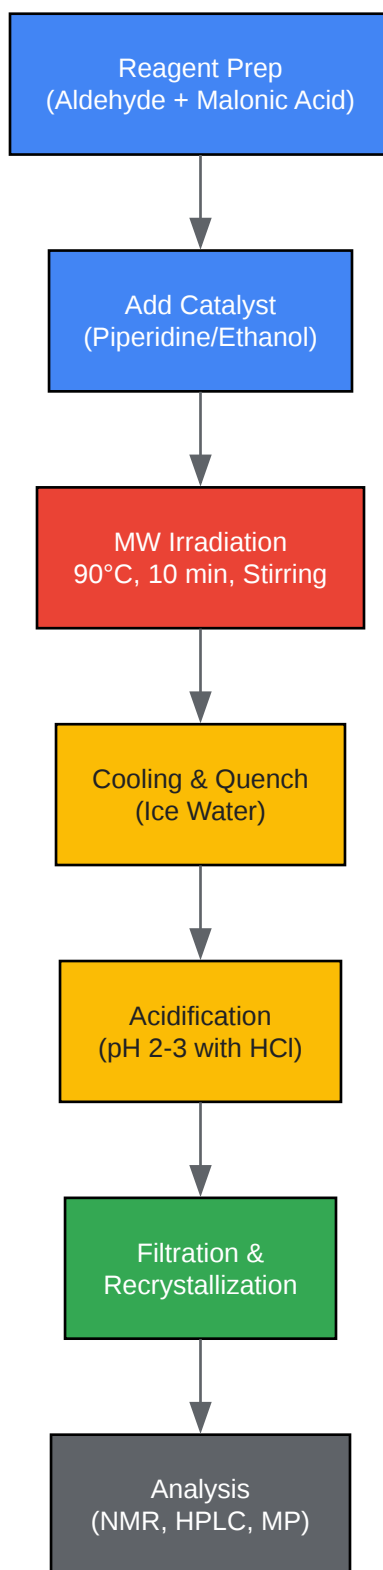 Reagent Prep
(Aldehyde + Malonic Acid)
Add Catalyst
(Piperidine/Ethanol)
MW Irradiation
90°C, 10 min, Stirring
Cooling & Quench
(Ice Water)
Acidification
(pH 2-3 with HCl)
Filtration &
Recrystallization
Analysis
(NMR, HPLC, MP)